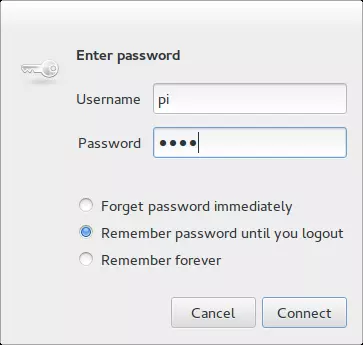 Enter password
Username pi
Password ●●●●
Forget password immediately
Remember password until you logout
Remember forever
Cancel Connect